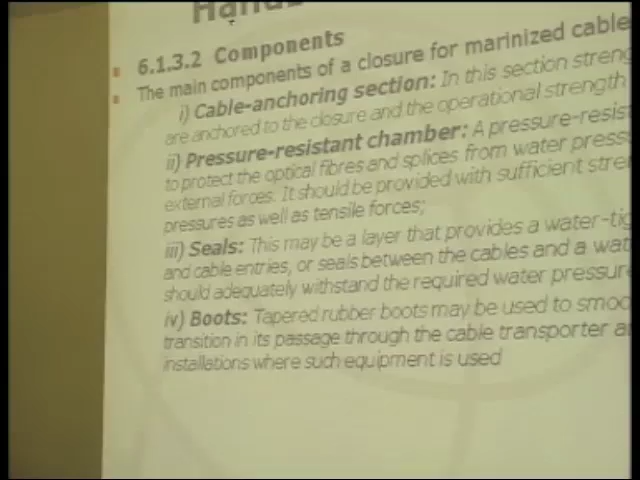 6.1.3.2 Components
The main components of a closure for marinized cable
i) Cable-anchoring section: In this section streng
are anchored to the closure and the operational strength
ii) Pressure-resistant chamber: A pressure-resist
to protect the optical fibres and splices from water press
external forces. It should be provided with sufficient stre
pressures as well as tensile forces;
iii) Seals: This may be a layer that provides a water-tig
and cable entries, or seals between the cables and a wat
should adequately withstand the required water pressur
iv) Boots: Tapered rubber boots may be used to smoo
transition in its passage through the cable transporter a
installations where such equipment is used